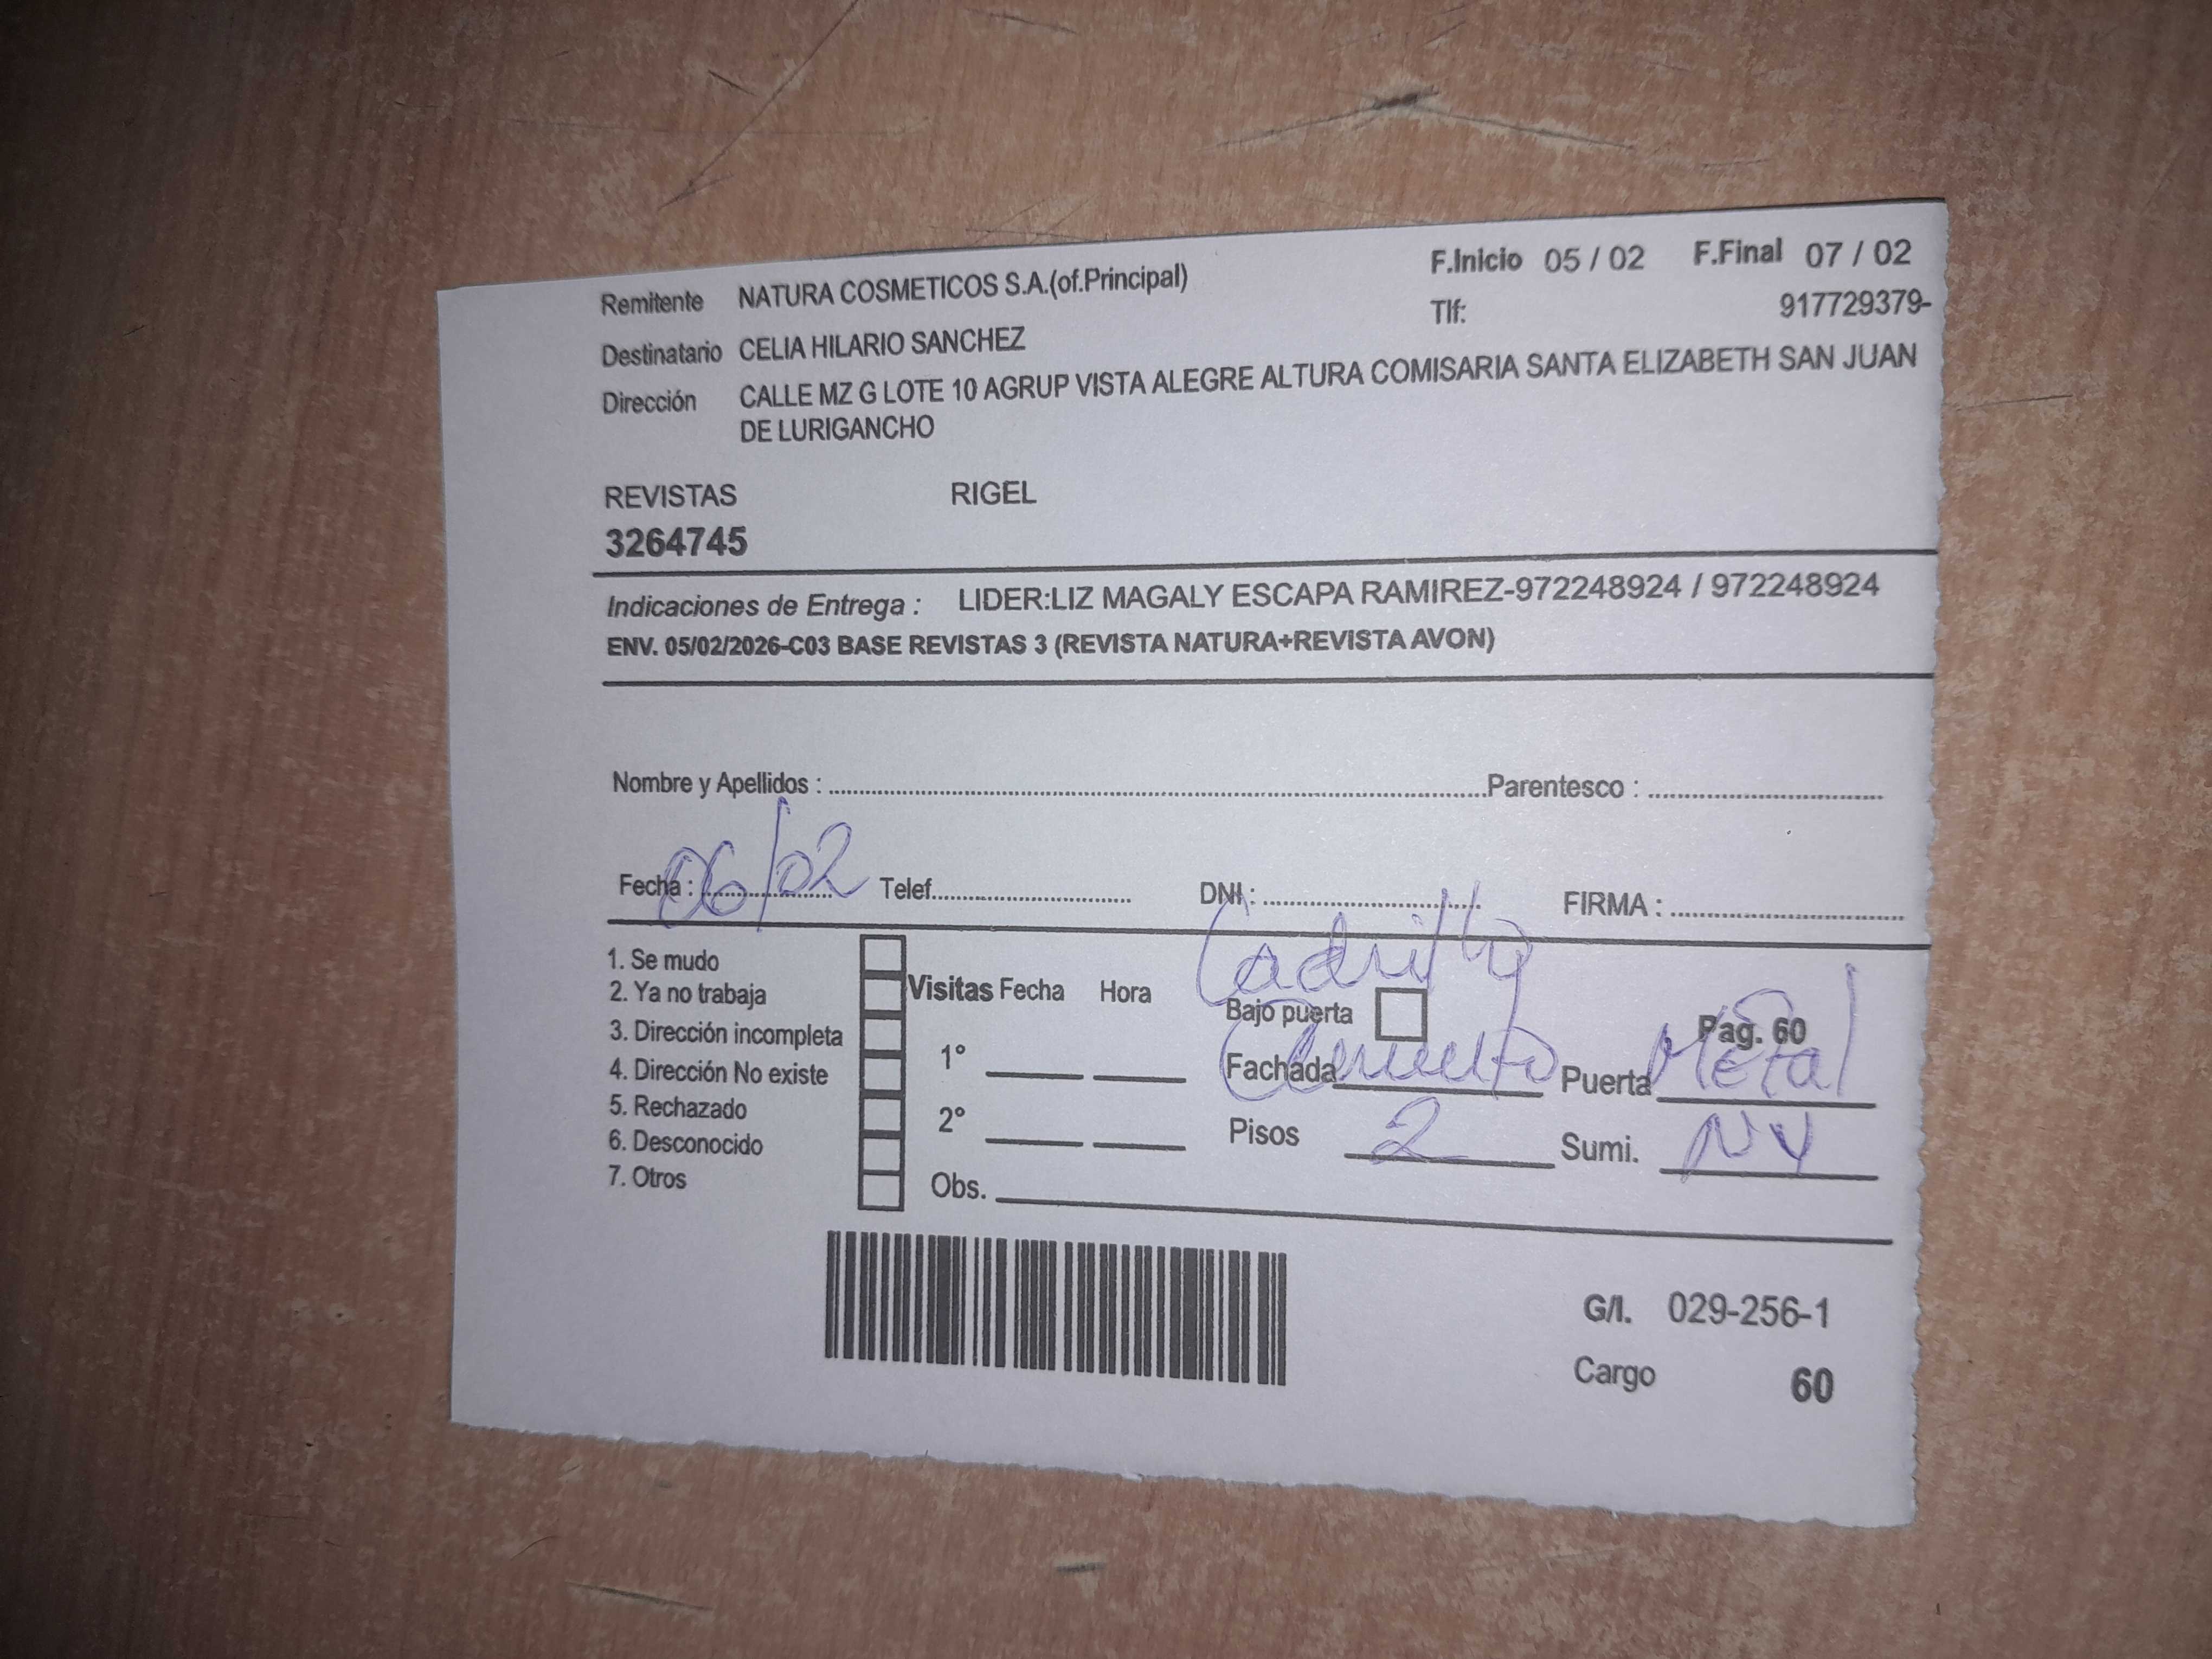 F.Inicio 05 / 02 F.Final 07 / 02
Remitente NATURA COSMETICOS S.A.(of.Principal)
Tlf: 917729379-
Destinatario CELIA HILARIO SANCHEZ
Dirección CALLE MZ G LOTE 10 AGRUP VISTA ALEGRE ALTURA COMISARIA SANTA ELIZABETH SAN JUAN
DE LURIGANCHO
REVISTAS RIGEL
3264745
Indicaciones de Entrega : LIDER:LIZ MAGALY ESCAPA RAMIREZ-972248924 / 972248924
ENV. 05/02/2026-C03 BASE REVISTAS 3 (REVISTA NATURA+REVISTA AVON)
Nombre y Apellidos : Parentesco :
Fecha : 06/02 Telef. DNI : FIRMA :
Ladrillo
1. Se mudo
2. Ya no trabaja
3. Dirección incompleta
4. Dirección No existe
5. Rechazado
6. Desconocido
7. Otros
Visitas Fecha Hora
1°
2°
Obs.
Bajo puerta Pag. 60
Fachada Cemento Puerta Metal
Pisos 2 Sumi.
G/I. 029-256-1
Cargo 60